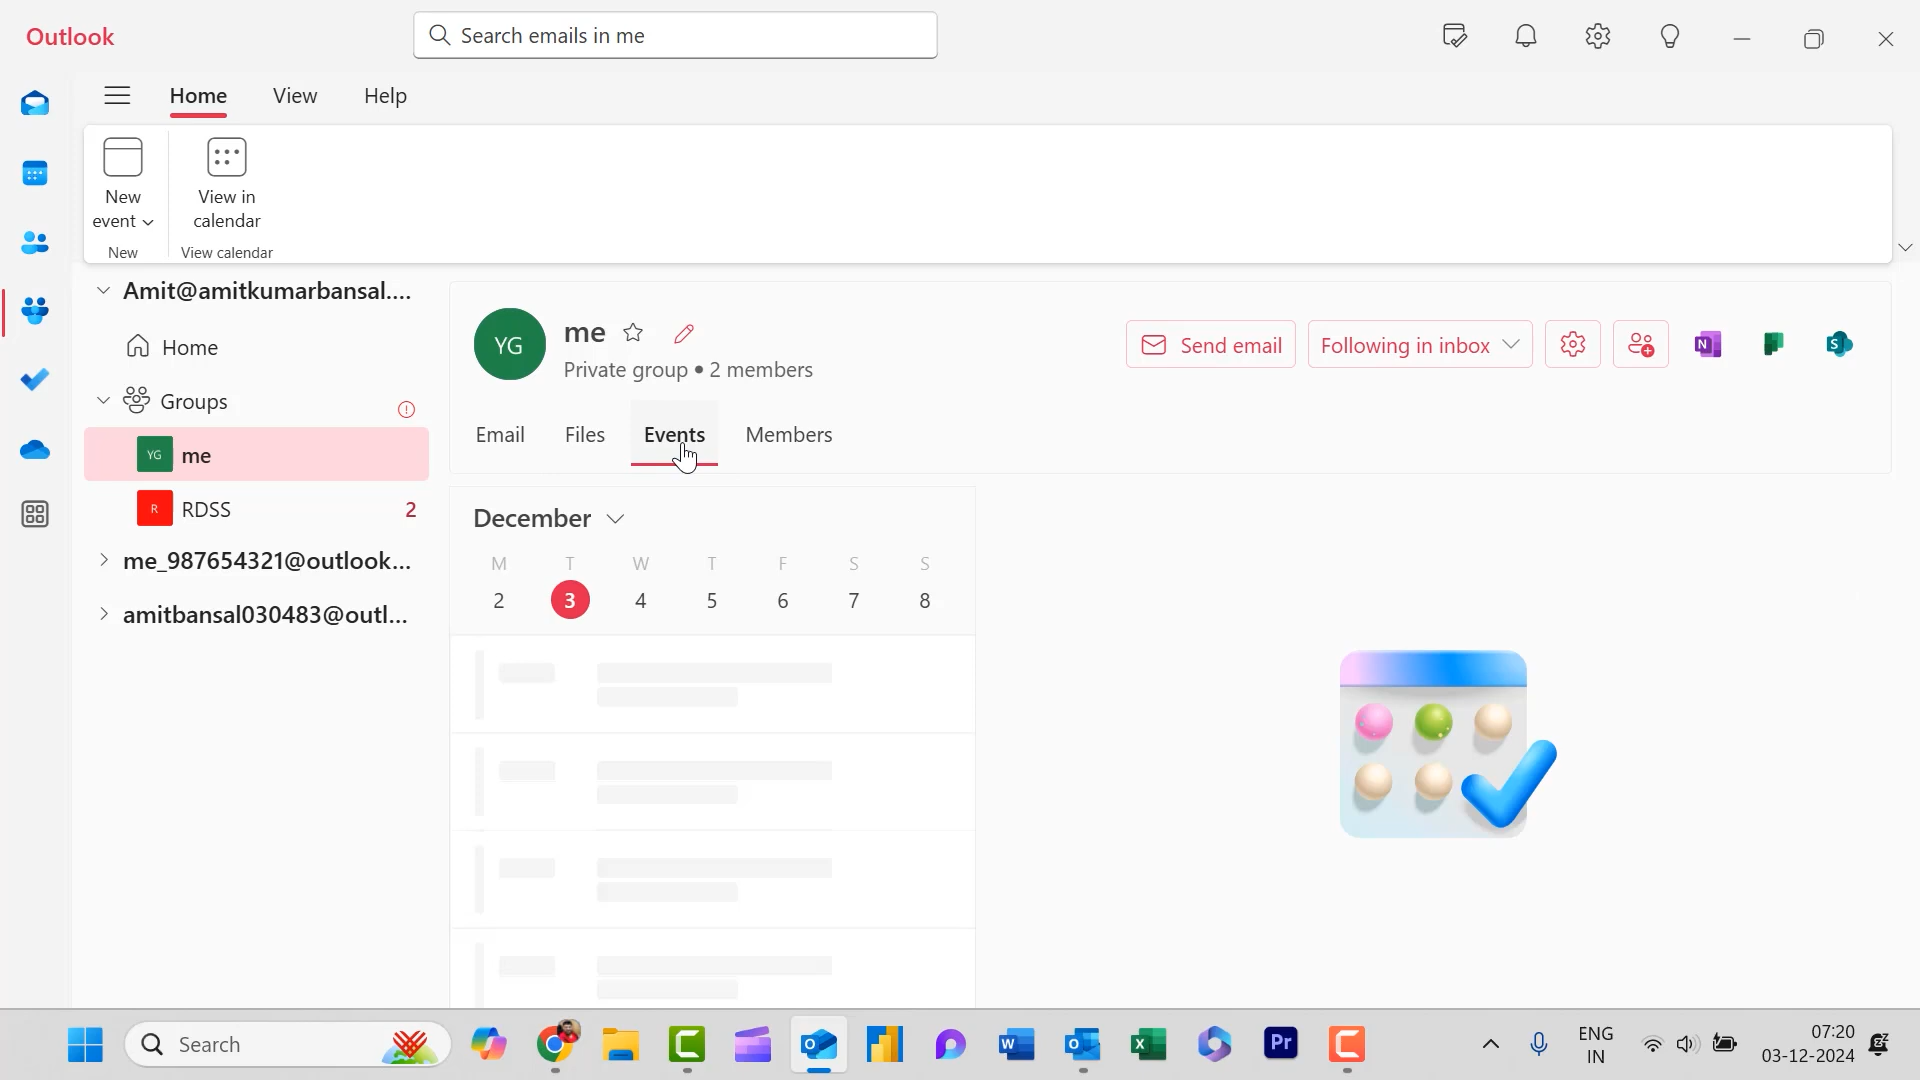 Outlook
Search emails in me
Home View Help
New event
New
View in calendar
View calendar
Amit@amitkumarbansal....
Home
Groups
YG me
R RDSS 2
me_987654321@outlook...
amitbansal030483@outl...
YG
me
Private group • 2 members
Send email
Following in inbox
N
S
Email Files Events Members
December
M T W T F S S
2 3 4 5 6 7 8
Search
O
W
O
X
Pr
ENG
IN
07:20
03-12-2024